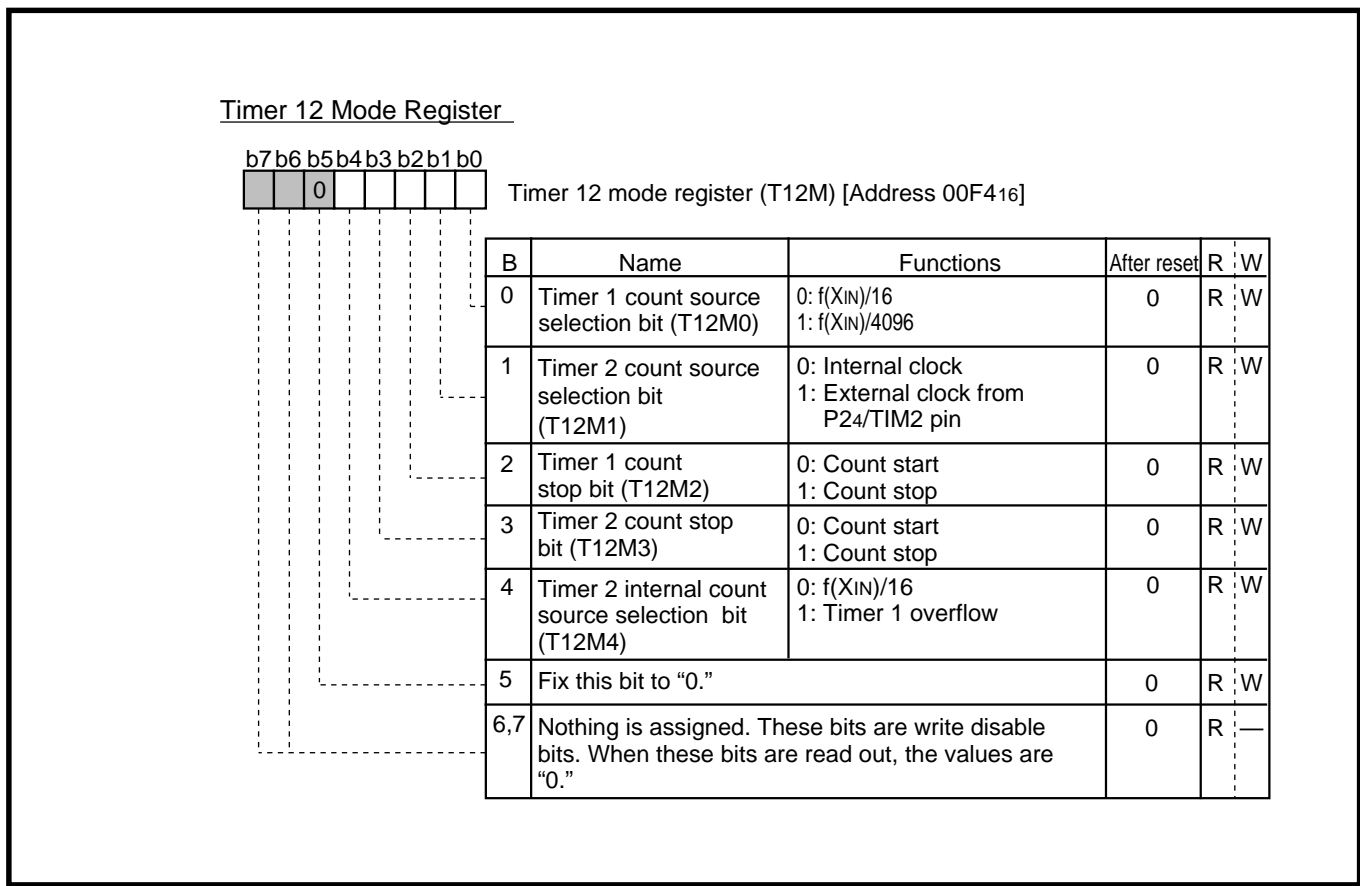 Timer 12 Mode Register
b7 b6 b5 b4 b3 b2 b1 b0
0
Timer 12 mode register (T12M) [Address 00F416]
B Name Functions After reset R W
0 Timer 1 count source 0: f(XIN)/16 0 R W
selection bit (T12M0) 1: f(XIN)/4096
1 Timer 2 count source 0: Internal clock 0 R W
selection bit 1: External clock from
(T12M1) P24/TIM2 pin
2 Timer 1 count 0: Count start 0 R W
stop bit (T12M2) 1: Count stop
3 Timer 2 count stop 0: Count start 0 R W
bit (T12M3) 1: Count stop
4 Timer 2 internal count 0: f(XIN)/16 0 R W
source selection bit 1: Timer 1 overflow
(T12M4)
5 Fix this bit to “0.” 0 R W
6,7 Nothing is assigned. These bits are write disable 0 R —
bits. When these bits are read out, the values are
“0.”